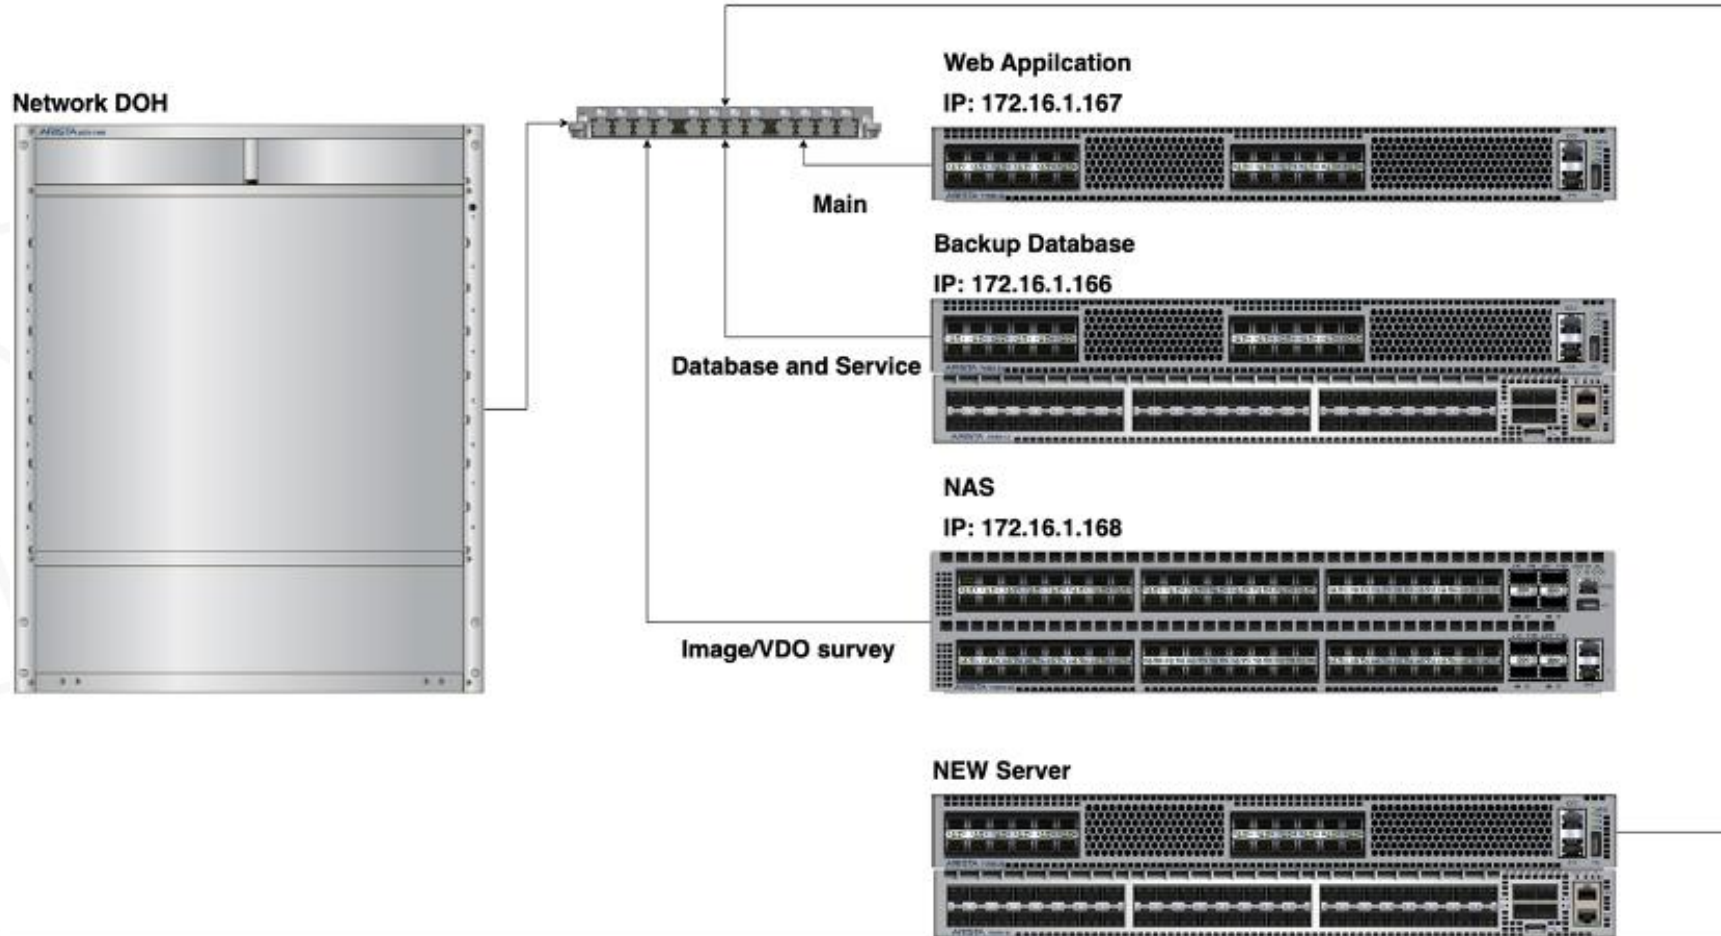 Network DOH
ARISTA
Web Appilcation
IP: 172.16.1.167
Main
Backup Database
IP: 172.16.1.166
Database and Service
NAS
IP: 172.16.1.168
Image/VDO survey
NEW Server